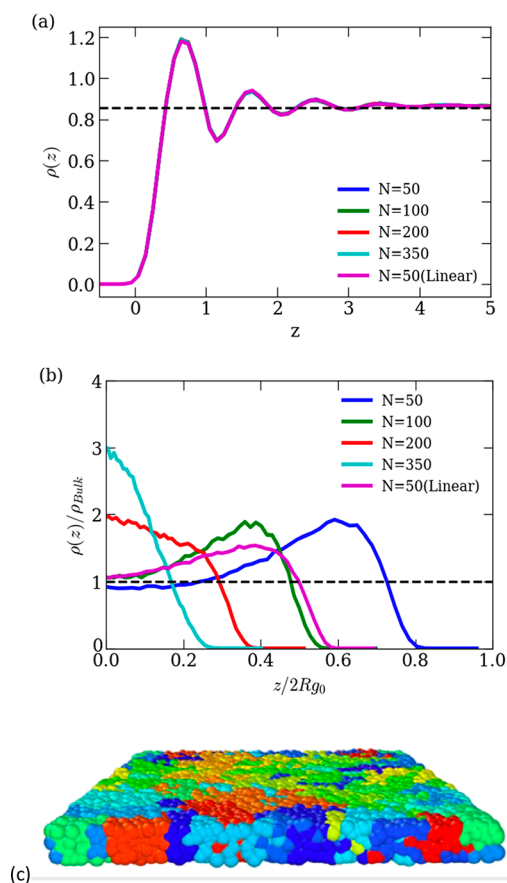 (a)
1.2
1.0
0.8
0.6
0.4
0.2
0.0
ρ(z)
N=50
N=100
N=200
N=350
N=50(Linear)
0 1 2 3 4 5
z
(b)
4
3
2
1
0
ρ(z)/ρBulk
N=50
N=100
N=200
N=350
N=50(Linear)
0.0 0.2 0.4 0.6 0.8 1.0
z/2Rg0
(c)